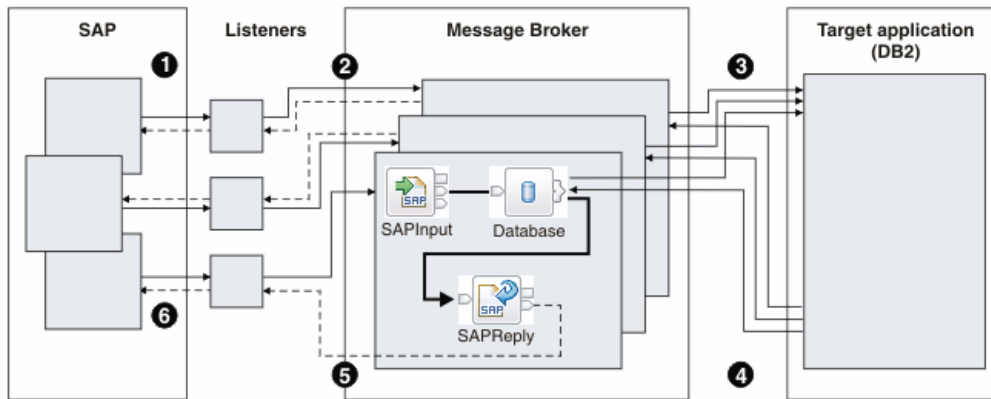 SAP
Listeners
Message Broker
Target application
(DB2)
1
2
3
SAP
SAPInput
Database
SAP
SAPReply
6
5
4